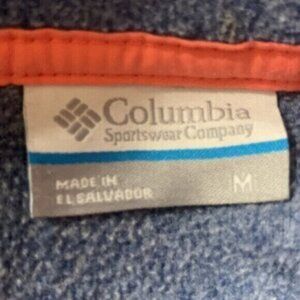 Columbia
Sportswear Company
MADE IN
EL SALVADOR
M